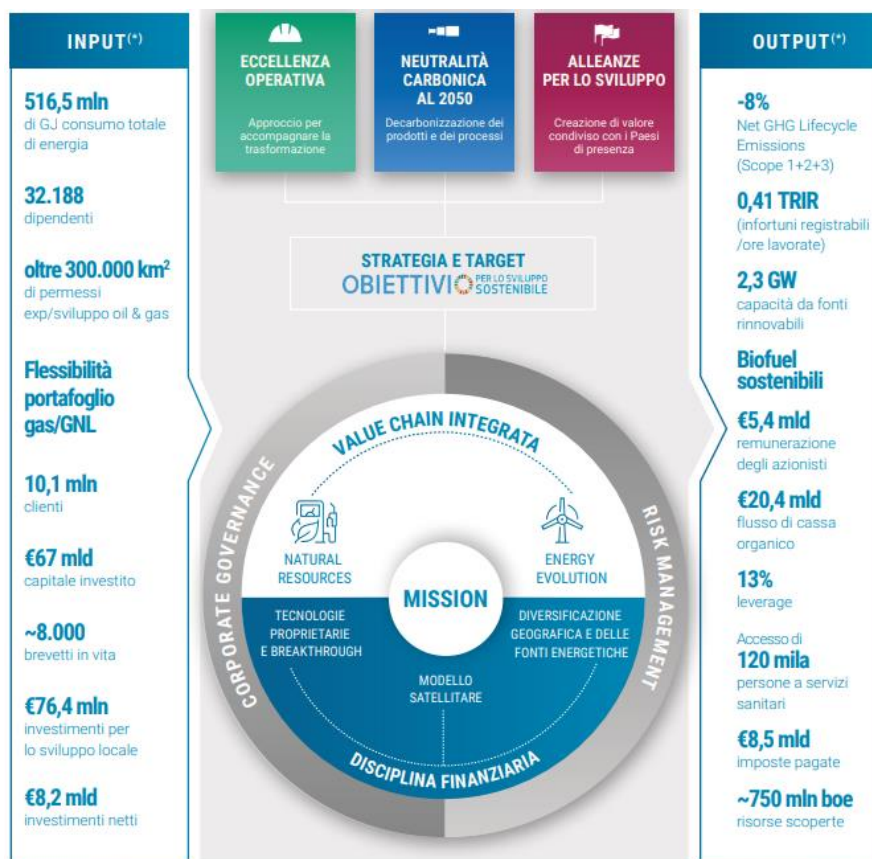 INPUT(*)
516,5 mln
di GJ consumo totale
di energia
32.188
dipendenti
oltre 300.000 km²
di permessi
exp/sviluppo oil & gas
Flessibilità
portafoglio
gas/GNL
10,1 mln
clienti
€67 mld
capitale investito
~8.000
brevetti in vita
€76,4 mln
investimenti per
lo sviluppo locale
€8,2 mld
investimenti netti
ECCELLENZA
OPERATIVA
Approccio per
accompagnare la
trasformazione
NEUTRALITÀ
CARBONICA
AL 2050
Decarbonizzazione dei
prodotti e dei processi
ALLEANZE
PER LO SVILUPPO
Creazione di valore
condiviso con i Paesi
di presenza
STRATEGIA E TARGET
OBIETTIVI PER LO SVILUPPO
SOSTENIBILE
CORPORATE GOVERNANCE
RISK MANAGEMENT
VALUE CHAIN INTEGRATA
NATURAL
RESOURCES
ENERGY
EVOLUTION
MISSION
TECNOLOGIE
PROPRIETARIE
E BREAKTHROUGH
DIVERSIFICAZIONE
GEOGRAFICA E DELLE
FONTI ENERGETICHE
MODELLO
SATELLITARE
DISCIPLINA FINANZIARIA
OUTPUT(*)
-8%
Net GHG Lifecycle
Emissions
(Scope 1+2+3)
0,41 TRIR
(infortuni registrabili
/ore lavorate)
2,3 GW
capacità da fonti
rinnovabili
Biofuel
sostenibili
€5,4 mld
remunerazione
degli azionisti
€20,4 mld
flusso di cassa
organico
13%
leverage
Accesso di
120 mila
persone a servizi
sanitari
€8,5 mld
imposte pagate
~750 mln boe
risorse scoperte